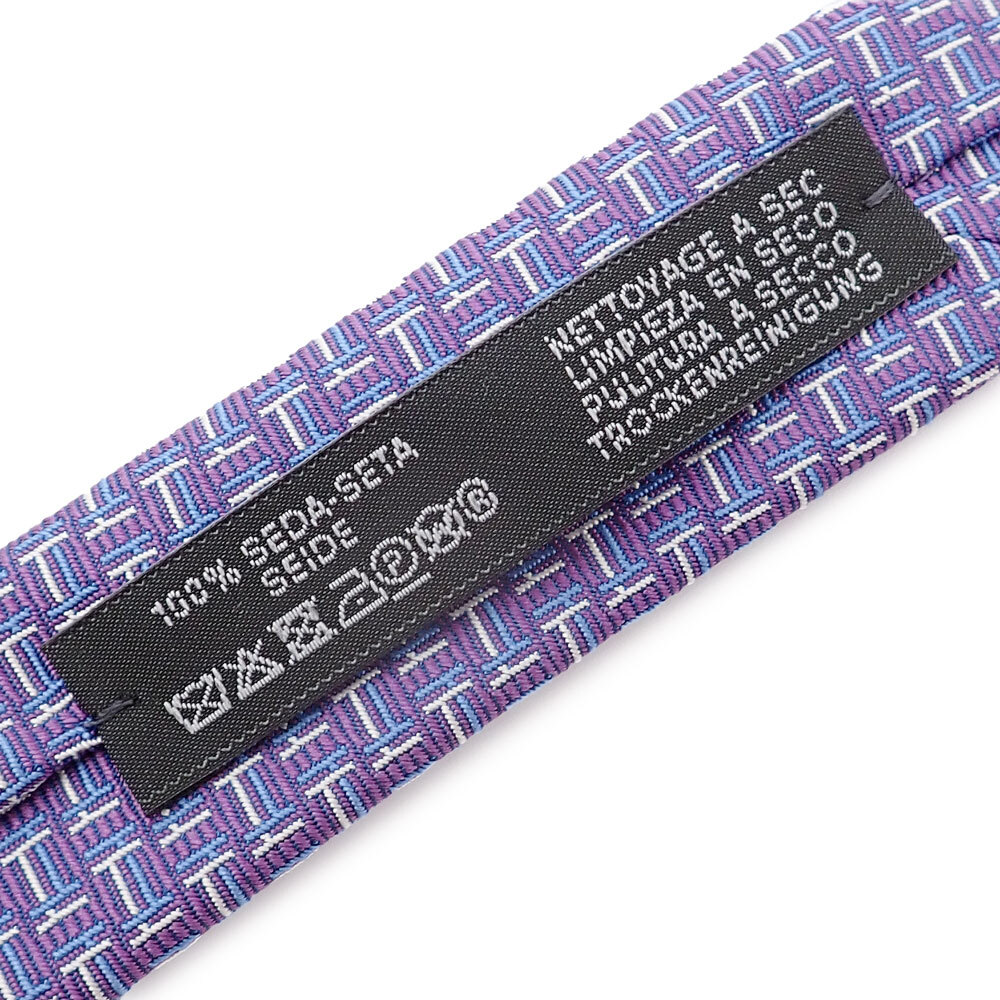 100% SEDA-SETA
SEIDE
NETTOYAGE A SEC
LIMPIEZA EN SECO
PULITURA A SECCO
TROCKENREINIGUNG